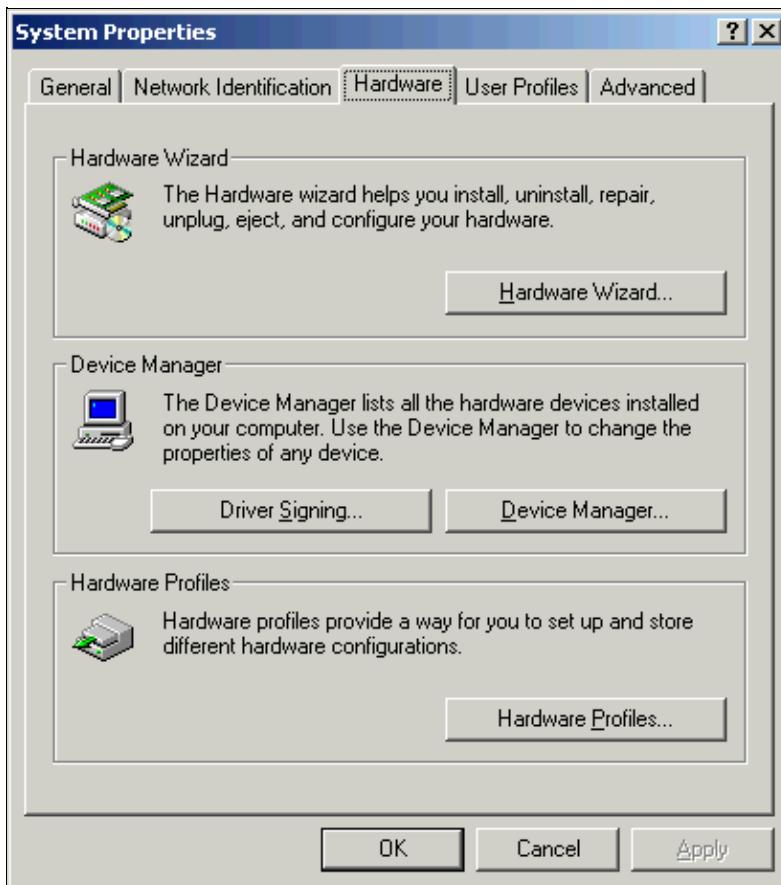 System Properties
General
Network Identification
Hardware
User Profiles
Advanced
Hardware Wizard
The Hardware wizard helps you install, uninstall, repair,
unplug, eject, and configure your hardware.
Hardware Wizard...
Device Manager
The Device Manager lists all the hardware devices installed
on your computer. Use the Device Manager to change the
properties of any device.
Driver Signing...
Device Manager...
Hardware Profiles
Hardware profiles provide a way for you to set up and store
different hardware configurations.
Hardware Profiles...
OK
Cancel
Apply